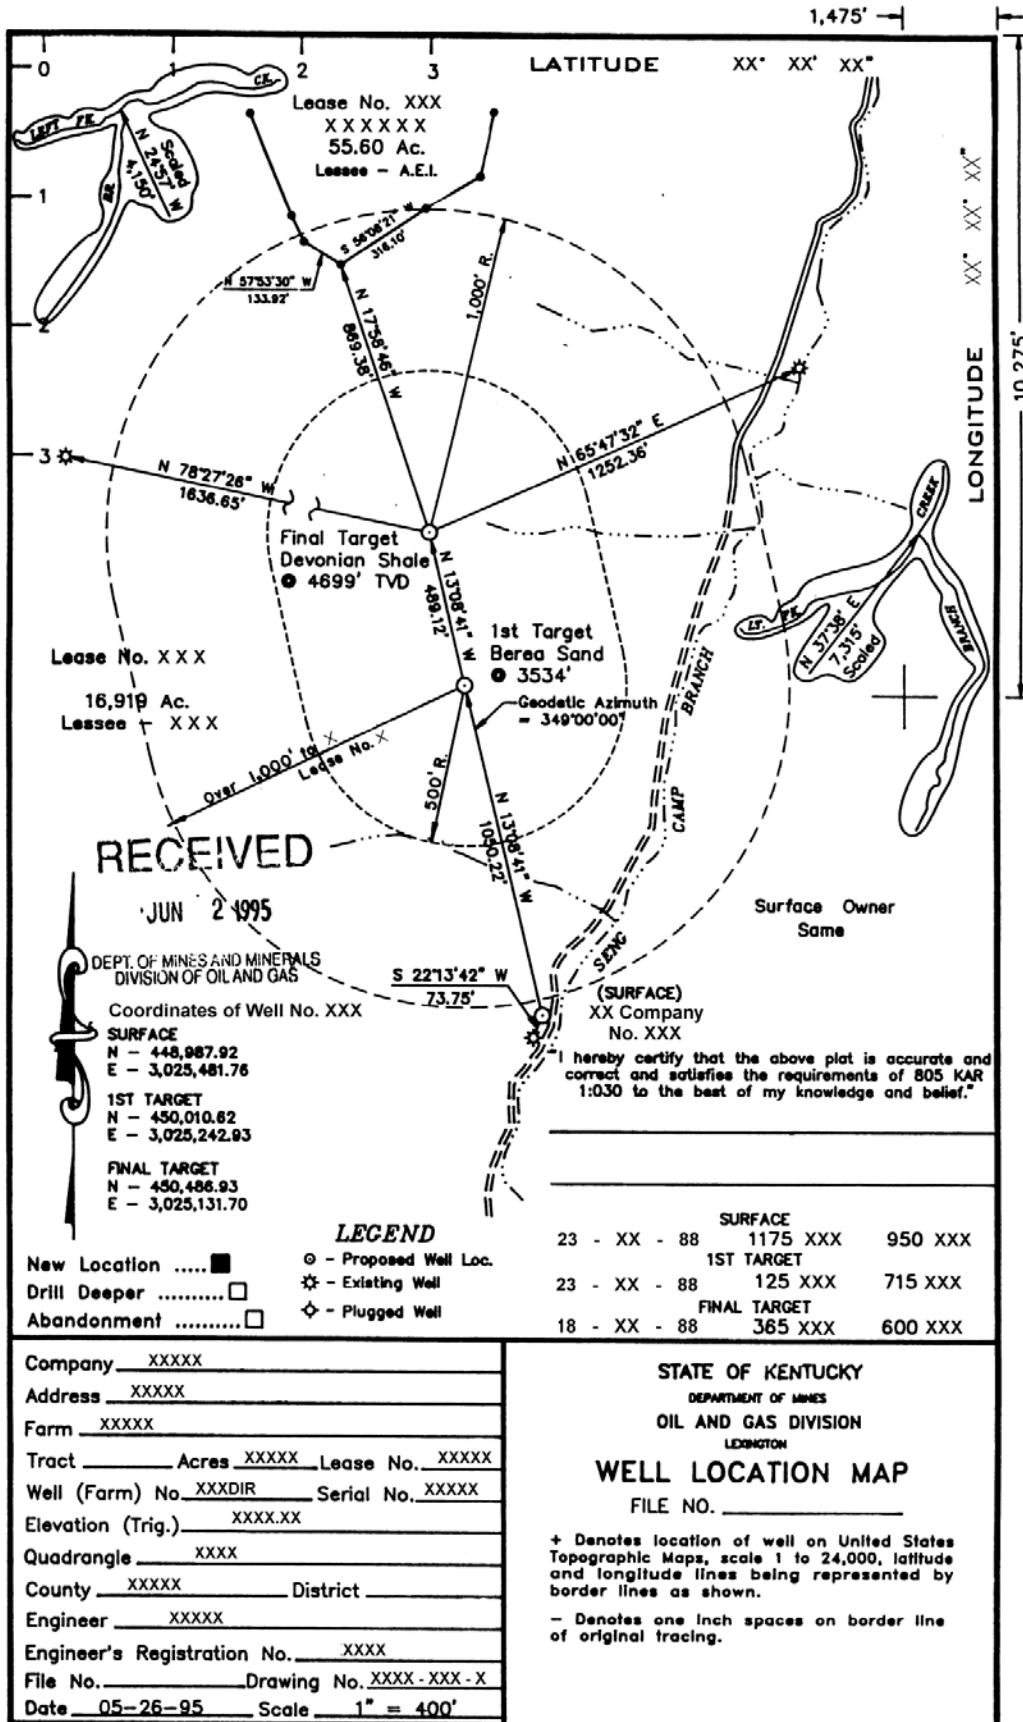 1,475'
0 1 2 3
LATITUDE XX° XX' XX"
1
2
3
LONGITUDE XX° XX' XX"
10,275'
LEFT FK. CK.
BR.
N 24°57' W
4,150'
Scaled
Lease No. XXX
XXXXXX
55.60 Ac.
Lessee - A.E.I.
S 56°08'21" W
316.10'
N 57°53'30" W
133.92'
N 17°58'46" W
869.38'
1,000' R.
N 65°47'32" E
1252.36'
N 78°27'26" W
1636.65'
Final Target
Devonian Shale
@ 4699' TVD
N 13°08'41" W
489.12'
1st Target
Berea Sand
@ 3534'
Geodetic Azimuth
= 349°00'00"
CREEK
LT. FK.
BRANCH
N 37°38' E
7,315'
Scaled
Lease No. XXX
16,919 Ac.
Lessee - XXX
Over 1,000' to X
Lease No. X
500' R.
N 13°08'41" W
1050.22'
SENG CAMP BRANCH
RECEIVED
JUN 2 1995
DEPT. OF MINES AND MINERALS
DIVISION OF OIL AND GAS
Surface Owner
Same
S 22°13'42" W
73.75'
(SURFACE)
XX Company
No. XXX
Coordinates of Well No. XXX
SURFACE
N - 448,987.92
E - 3,025,481.76
1ST TARGET
N - 450,010.62
E - 3,025,242.93
FINAL TARGET
N - 450,486.93
E - 3,025,131.70
"I hereby certify that the above plat is accurate and
correct and satisfies the requirements of 805 KAR
1:030 to the best of my knowledge and belief."
LEGEND
⊙ - Proposed Well Loc.
☼ - Existing Well
- Plugged Well
New Location ..... ■
Drill Deeper .......... □
Abandonment .......... □
SURFACE
23 - XX - 88 1175 XXX 950 XXX
1ST TARGET
23 - XX - 88 125 XXX 715 XXX
FINAL TARGET
18 - XX - 88 365 XXX 600 XXX
Company XXXXX
Address XXXXX
Farm XXXXX
Tract Acres XXXXX Lease No. XXXXX
Well (Farm) No. XXXDIR Serial No. XXXXX
Elevation (Trig.) XXXX.XX
Quadrangle XXXX
County XXXXX District
Engineer XXXXX
Engineer's Registration No. XXXX
File No. Drawing No. XXXX - XXX - X
Date 05-26-95 Scale 1" = 400'
STATE OF KENTUCKY
DEPARTMENT OF MINES
OIL AND GAS DIVISION
LEXINGTON
WELL LOCATION MAP
FILE NO.
+ Denotes location of well on United States
Topographic Maps, scale 1 to 24,000, latitude
and longitude lines being represented by
border lines as shown.
- Denotes one inch spaces on border line
of original tracing.